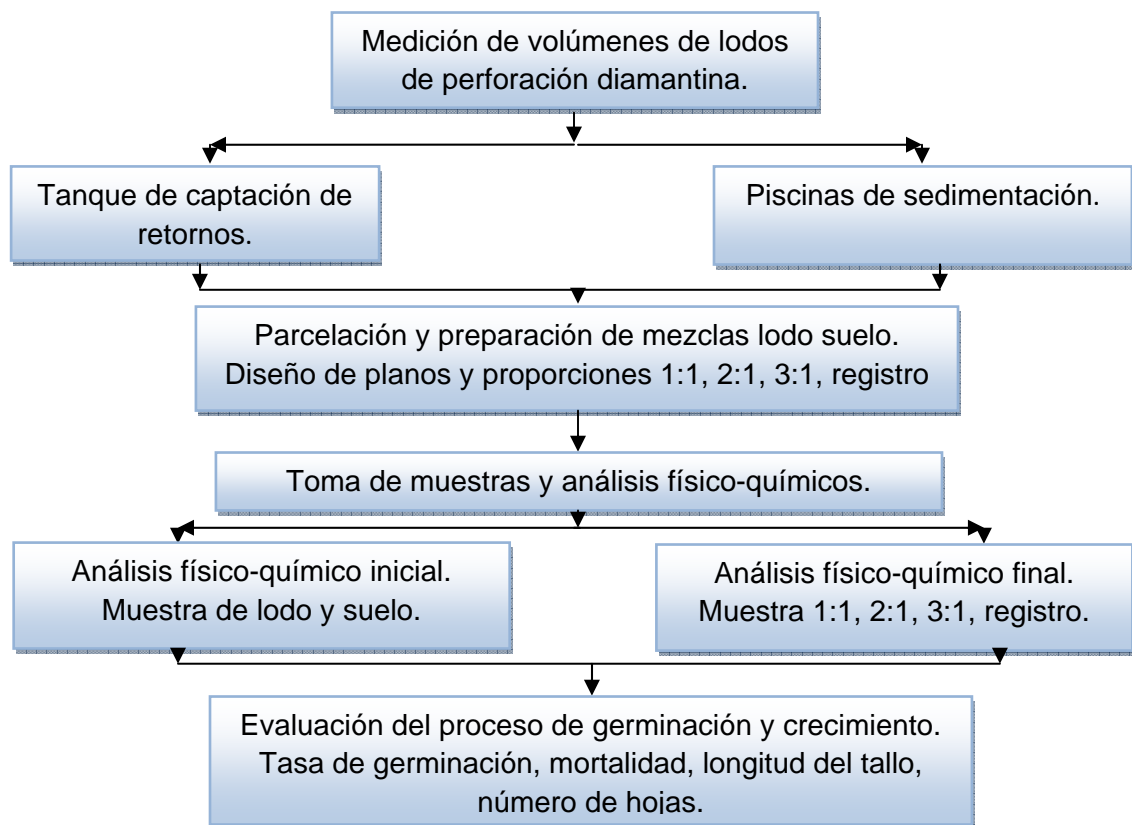 Medición de volúmenes de lodos
de perforación diamantina.
Tanque de captación de
retornos.
Piscinas de sedimentación.
Parcelación y preparación de mezclas lodo suelo.
Diseño de planos y proporciones 1:1, 2:1, 3:1, registro
Toma de muestras y análisis físico-químicos.
Análisis físico-químico inicial.
Muestra de lodo y suelo.
Análisis físico-químico final.
Muestra 1:1, 2:1, 3:1, registro.
Evaluación del proceso de germinación y crecimiento.
Tasa de germinación, mortalidad, longitud del tallo,
número de hojas.